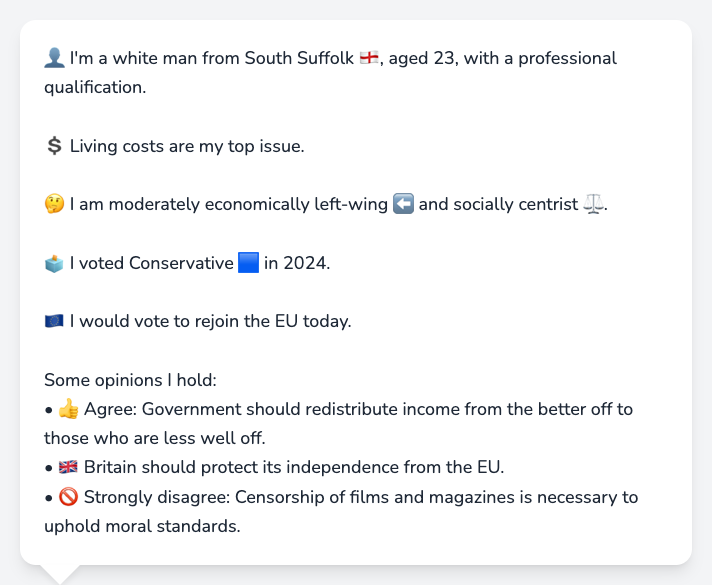 👤 I'm a white man from South Suffolk 🏴󠁧󠁢󠁥󠁮󠁧󠁿, aged 23, with a professional
qualification.
💲 Living costs are my top issue.
🤔 I am moderately economically left-wing ⬅️ and socially centrist ⚖️.
🗳️ I voted Conservative 🟦 in 2024.
🇪🇺 I would vote to rejoin the EU today.
Some opinions I hold:
• 👍 Agree: Government should redistribute income from the better off to
those who are less well off.
• 🇬🇧 Britain should protect its independence from the EU.
• 🚫 Strongly disagree: Censorship of films and magazines is necessary to
uphold moral standards.